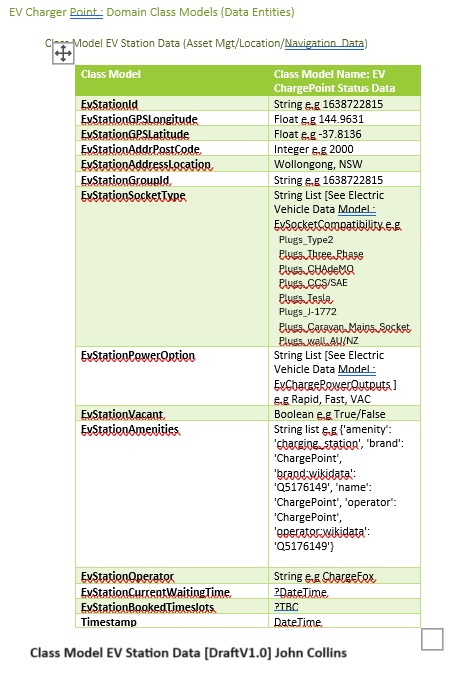 EV Charger Point : Domain Class Models (Data Entities)
Class Model EV Station Data (Asset Mgt/Location/Navigation Data)
Class Model
Class Model Name: EV
ChargePoint Status Data
EvStationId
String e.g 1638722815
EvStationGPSLongitude
Float e.g 144.9631
EvStationGPSLatitude
Float e.g -37.8136
EvStationAddrPostCode
Integer e.g 2000
EvStationAddressLocation
Wollongong, NSW
EvStationGroupId
String e.g 1638722815
EvStationSocketType
String List [See Electric
Vehicle Data Model :
EvSocketCompatibility e.g
Plugs_Type2
Plugs_Three_Phase
Plugs_CHAdeMO
Plugs_CCS/SAE
Plugs_Tesla
Plugs_J-1772
Plugs_Caravan_Mains_Socket
Plugs_wall_AU/NZ
EvStationPowerOption
String List [See Electric
Vehicle Data Model :
EvChargePowerOutputs ]
e.g Rapid, Fast, VAC
EvStationVacant
Boolean e.g True/False
EvStationAmenities
String list e.g {'amenity':
'charging_station', 'brand':
'ChargePoint',
'brand:wikidata':
'Q5176149', 'name':
'ChargePoint', 'operator':
'ChargePoint',
'operator:wikidata':
'Q5176149'}
EvStationOperator
String e.g ChargeFox
EvStationCurrentWaitingTime
?DateTime
EvStationBookedTimeslots
?TBC
Timestamp
DateTime
Class Model EV Station Data [DraftV1.0] John Collins